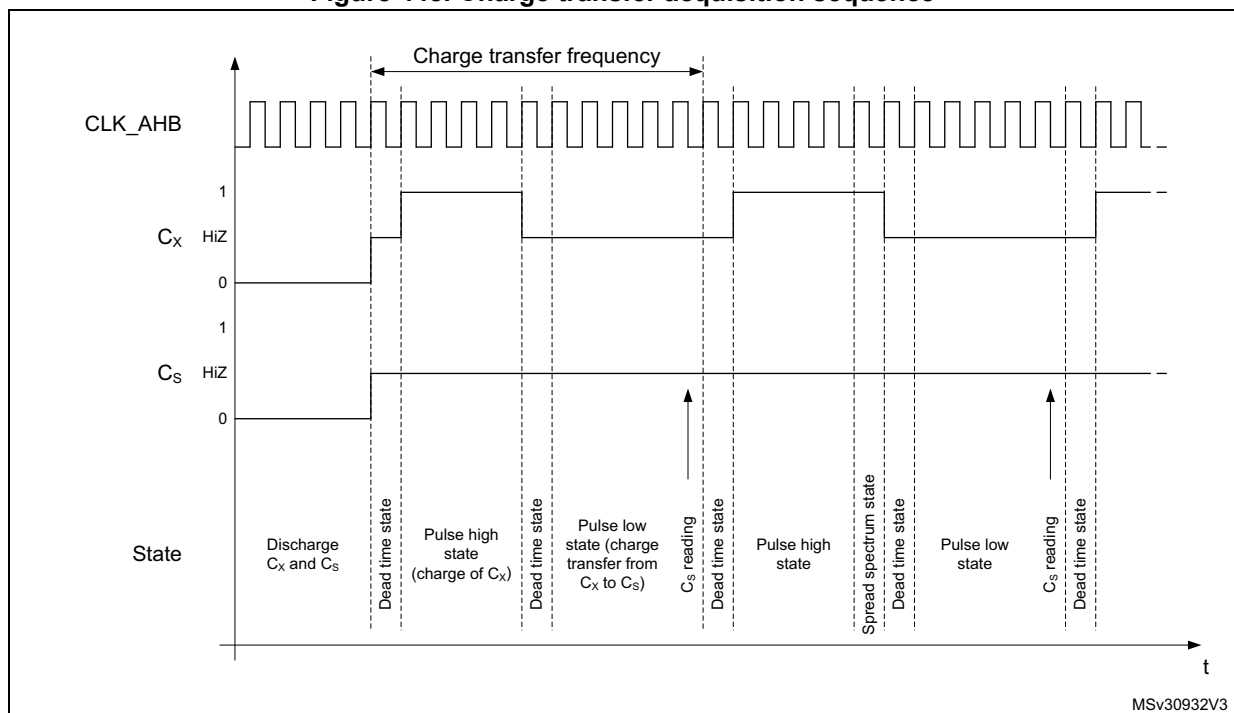 Charge transfer frequency
CLK_AHB
1
CX HiZ
0
1
CS HiZ
0
State
Discharge
CX and CS
Dead time state
Pulse high
state
(charge of CX)
Dead time state
Pulse low
state (charge
transfer from
CX to CS)
CS reading
Dead time state
Pulse high
state
Spread spectrum state
Dead time state
Pulse low
state
CS reading
Dead time state
t
MSv30932V3